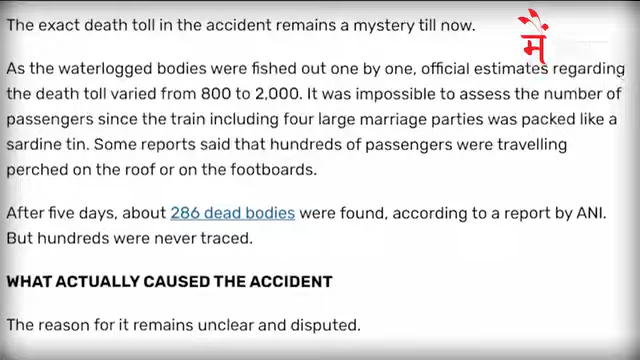 The exact death toll in the accident remains a mystery till now.
में
As the waterlogged bodies were fished out one by one, official estimates regarding
the death toll varied from 800 to 2,000. It was impossible to assess the number of
passengers since the train including four large marriage parties was packed like a
sardine tin. Some reports said that hundreds of passengers were travelling
perched on the roof or on the footboards.
After five days, about 286 dead bodies were found, according to a report by ANI.
But hundreds were never traced.
WHAT ACTUALLY CAUSED THE ACCIDENT
The reason for it remains unclear and disputed.